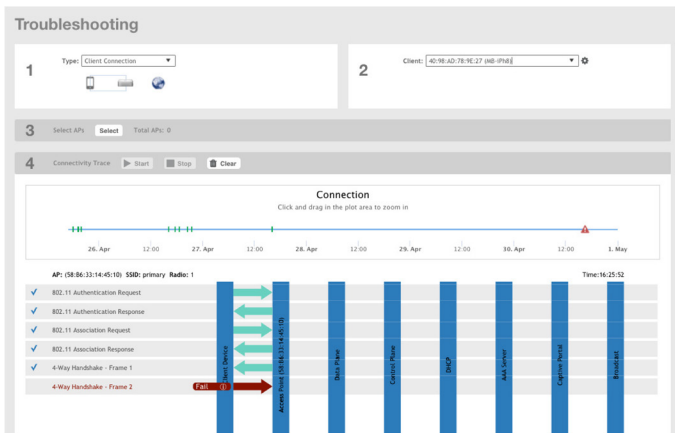 Troubleshooting
1
Type: Client Connection
2
Client: 40:98:AD:78:9E:27 (MB-iPh8)
3 Select APs Select Total APs: 0
4 Connectivity Trace Start Stop Clear
Connection
Click and drag in the plot area to zoom in
26. Apr 12:00 27. Apr 12:00 28. Apr 12:00 29. Apr 12:00 30. Apr 12:00 1. May
AP: (58:B6:33:14:45:10) SSID: primary Radio: 1 Time:16:25:52
802.11 Authentication Request
802.11 Authentication Response
802.11 Association Request
802.11 Association Response
4-Way Handshake - Frame 1
4-Way Handshake - Frame 2 Fail
Client Device
Access Point (58:B6:33:14:45:10)
Data Plane
Control Plane
DHCP
AAA Server
Captive Portal
Broadcast